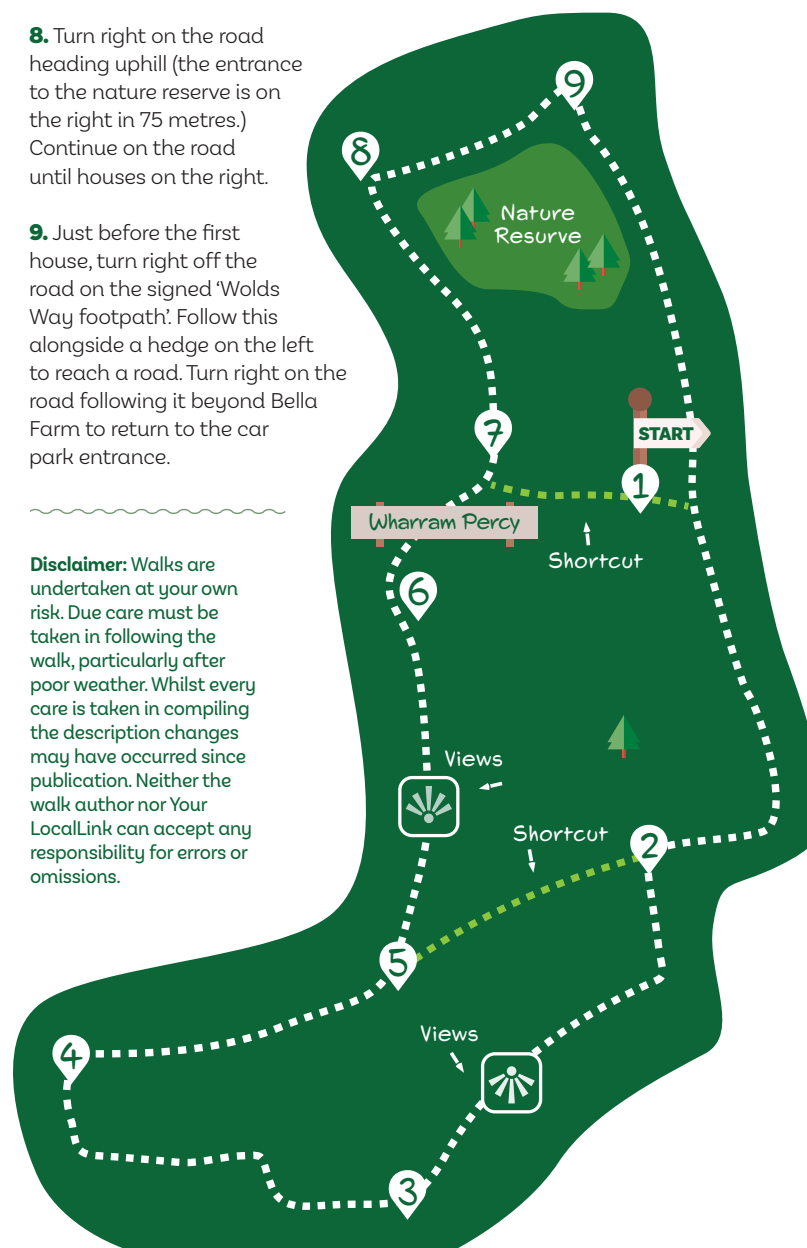 8. Turn right on the road
heading uphill (the entrance
to the nature reserve is on
the right in 75 metres.)
Continue on the road
until houses on the right.
9. Just before the first
house, turn right off the
road on the signed ‘Wolds
Way footpath’. Follow this
alongside a hedge on the left
to reach a road. Turn right on the
road following it beyond Bella
Farm to return to the car
park entrance.
Disclaimer: Walks are
undertaken at your own
risk. Due care must be
taken in following the
walk, particularly after
poor weather. Whilst every
care is taken in compiling
the description changes
may have occurred since
publication. Neither the
walk author nor Your
LocalLink can accept any
responsibility for errors or
omissions.
9
8
Nature
Reserve
7
START
1
Wharram Percy
Shortcut
6
Views
Shortcut
2
5
Views
4
3